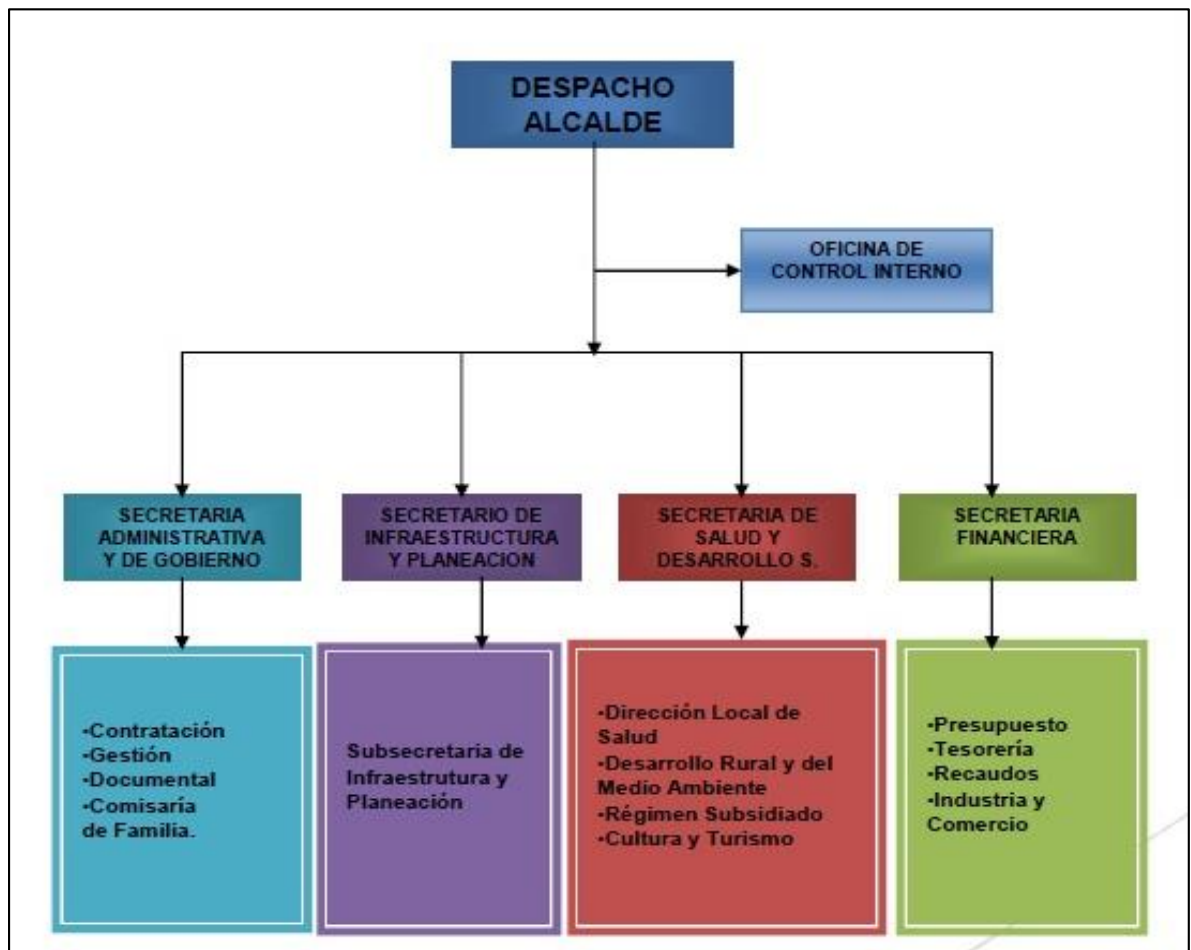 DESPACHO
ALCALDE
OFICINA DE
CONTROL INTERNO
SECRETARIA
ADMINISTRATIVA
Y DE GOBIERNO
SECRETARIO DE
INFRAESTRUCTURA
Y PLANEACION
SECRETARIA DE
SALUD Y
DESARROLLO S.
SECRETARIA
FINANCIERA
-Contratación
-Gestión
-Documental
-Comisaría
de Familia.
Subsecretaria de
Infraestrutura y
Planeación
-Dirección Local de
Salud
-Desarrollo Rural y del
Medio Ambiente
-Régimen Subsidiado
-Cultura y Turismo
-Presupuesto
-Tesorería
-Recaudos
-Industria y
Comercio